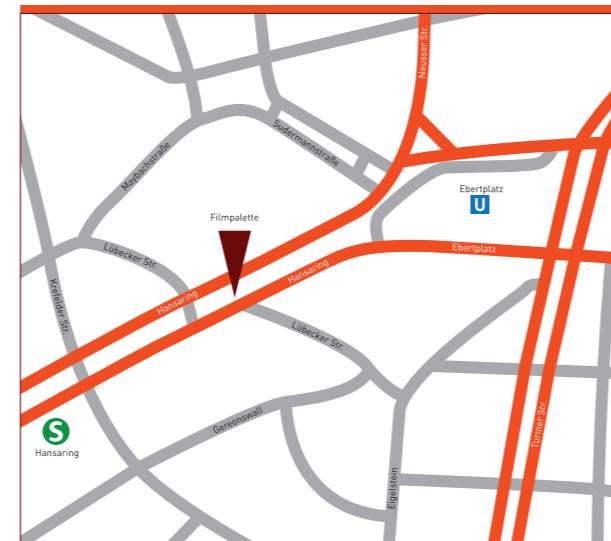 Neusser Str.
Sudermannstraße
Maybachstraße
Ebertplatz
U
Filmpalette
Lübecker Str.
Ebertplatz
Hansaring
Krefelder Str.
Hansaring
Lübecker Str.
Gereonswall
Turiner Str.
S
Hansaring
Eigelstein